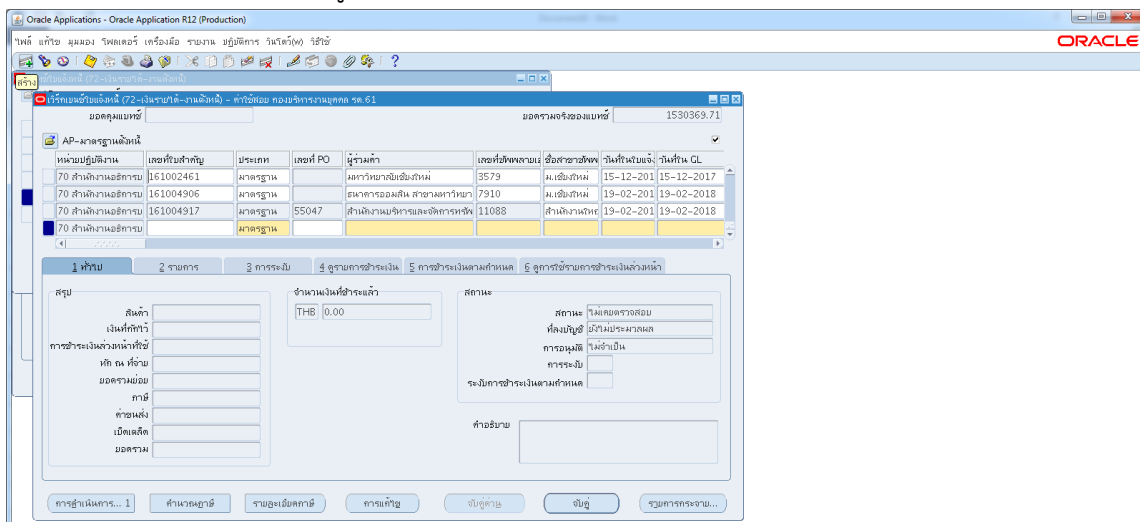 Oracle Applications - Oracle Application R12 (Production)
ไฟล์ แก้ไข มุมมอง โฟลเดอร์ เครื่องมือ รายงาน ปฏิบัติการ วินโดว์(W) วิธีใช้
ORACLE
สร้าง
เวิร์กเบนช์ใบแจ้งหนี้ (72-เงินรายได้-งานตั้งหนี้) - ค่าใช้สอย กองบริหารงานบุคคล รด.61
ยอดคุมแบทช์ ยอดรวมจริงของแบทช์ 1530369.71
AP-มาตรฐานตั้งหนี้
หน่วยปฏิบัติงาน เลขที่ใบสำคัญ ประเภท เลขที่ PO ผู้ร่วมค้า เลขที่ซัพพลายเ ชื่อสาขาซัพพ วันที่ในใบแจ้ง วันที่ใน GL
70 สำนักงานอธิการบ 161002461 มาตรฐาน มหาวิทยาลัยเชียงใหม่ 3579 ม.เชียงใหม่ 15-12-201 15-12-2017
70 สำนักงานอธิการบ 161004906 มาตรฐาน ธนาคารออมสิน สาขามหาวิทยา 7910 ม.เชียงใหม่ 19-02-201 19-02-2018
70 สำนักงานอธิการบ 161004917 มาตรฐาน 55047 สำนักงานบริหารและจัดการทรัพ 11088 19-02-201 19-02-2018
70 สำนักงานอธิการบ มาตรฐาน
1 ทั่วไป 2 รายการ 3 การระงับ 4 ดูรายการชำระเงิน 5 การชำระเงินตามกำหนด 6 ดูการใช้รายการชำระเงินล่วงหน้า
สรุป จำนวนเงินที่ชำระแล้ว สถานะ
สินค้า THB 0.00 สถานะ ไม่เคยตรวจสอบ
เงินที่กักไว้ ที่ลงบัญชี ยังไม่ประมวลผล
การชำระเงินล่วงหน้าที่ใช้ การอนุมัติ ไม่จำเป็น
หัก ณ ที่จ่าย การระงับ
ยอดรวมย่อย ระงับการชำระเงินตามกำหนด
ภาษี
ค่าขนส่ง คำอธิบาย
เบ็ดเตล็ด
ยอดรวม
การดำเนินการ... 1 คำนวณภาษี รายละเอียดภาษี การแก้ไข จับคู่ด่วน จับคู่ รวมการกระจาย...